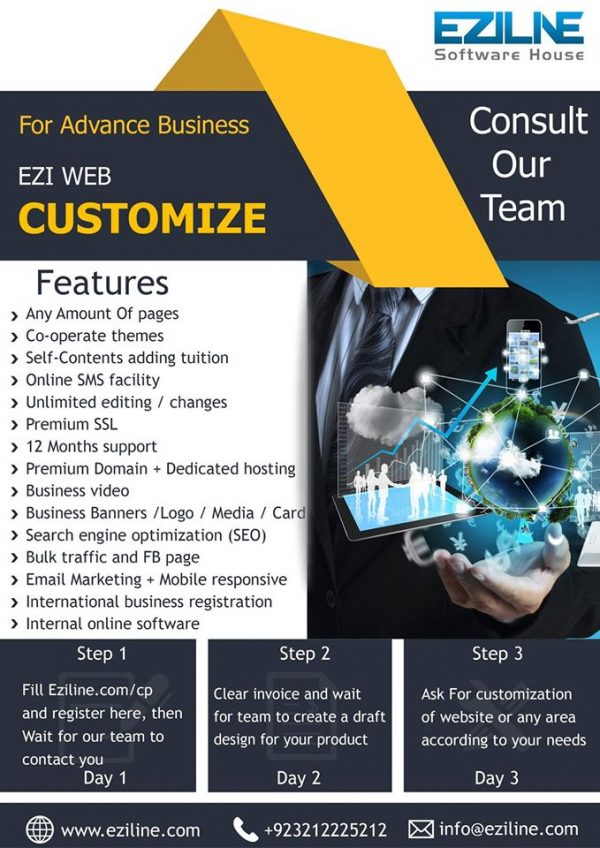 EZILINE
Software House
For Advance Business
EZI WEB
CUSTOMIZE
Consult
Our
Team
Features
Any Amount Of pages
Co-operate themes
Self-Contents adding tuition
Online SMS facility
Unlimited editing / changes
Premium SSL
12 Months support
Premium Domain + Dedicated hosting
Business video
Business Banners /Logo / Media / Card
Search engine optimization (SEO)
Bulk traffic and FB page
Email Marketing + Mobile responsive
International business registration
Internal online software
Step 1
Fill Eziline.com/cp
and register here, then
Wait for our team to
contact you
Day 1
Step 2
Clear invoice and wait
for team to create a draft
design for your product
Day 2
Step 3
Ask For customization
of website or any area
according to your needs
Day 3
www.eziline.com
+923212225212
info@eziline.com